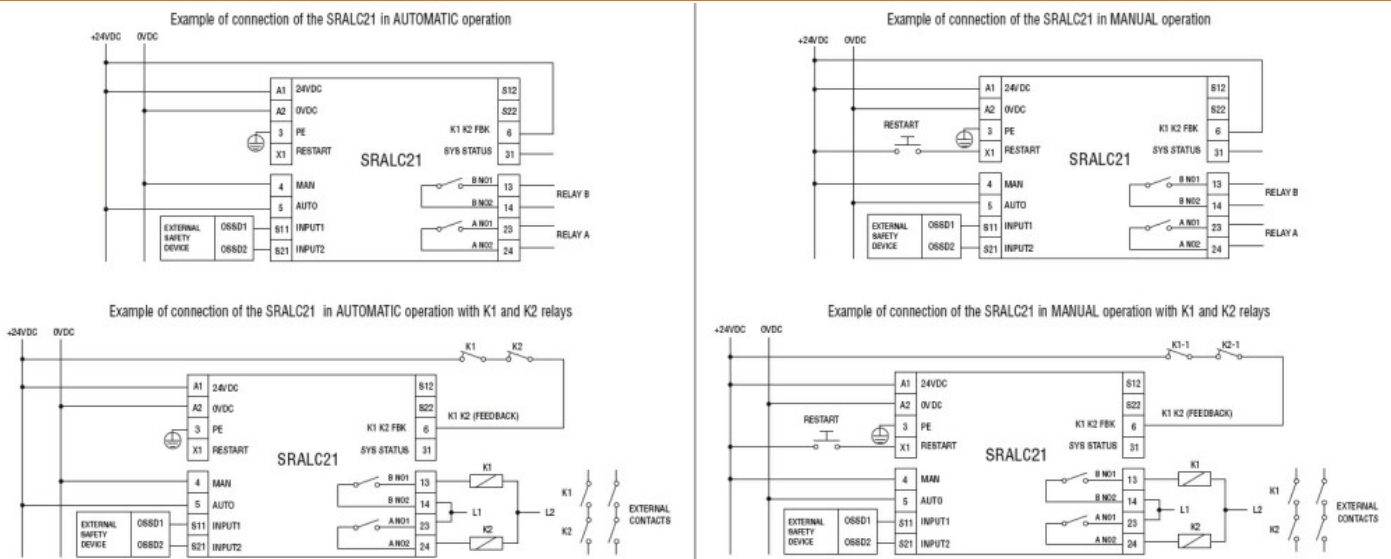 Example of connection of the SRALC21 in AUTOMATIC operation
+24VDC 0VDC
A1 24VDC S12
A2 0VDC S22
3 PE K1 K2 FBK 6
X1 RESTART SYS STATUS 31
SRALC21
4 MAN B NO1 13
RELAY B
5 AUTO B NO2 14
EXTERNAL SAFETY DEVICE OSSD1 S11 INPUT1 A NO1 23
RELAY A
OSSD2 S21 INPUT2 A NO2 24
Example of connection of the SRALC21 in MANUAL operation
+24VDC 0VDC
A1 24VDC S12
A2 0VDC S22
RESTART
3 PE K1 K2 FBK 6
X1 RESTART SYS STATUS 31
SRALC21
4 MAN B NO1 13
RELAY B
5 AUTO B NO2 14
EXTERNAL SAFETY DEVICE OSSD1 S11 INPUT1 A NO1 23
RELAY A
OSSD2 S21 INPUT2 A NO2 24
Example of connection of the SRALC21 in AUTOMATIC operation with K1 and K2 relays
+24VDC 0VDC
K1 K2
A1 24VDC S12
A2 0VDC S22
K1 K2 (FEEDBACK)
3 PE K1 K2 FBK 6
X1 RESTART SYS STATUS 31
SRALC21
K1
4 MAN B NO1 13
5 AUTO B NO2 14
L1 L2
EXTERNAL SAFETY DEVICE OSSD1 S11 INPUT1 A NO1 23
K2
OSSD2 S21 INPUT2 A NO2 24
K1
K2
EXTERNAL
CONTACTS
Example of connection of the SRALC21 in MANUAL operation with K1 and K2 relays
+24VDC 0VDC
K1-1 K2-1
A1 24VDC S12
A2 0VDC S22
K1 K2 (FEEDBACK)
RESTART
3 PE K1 K2 FBK 6
X1 RESTART SYS STATUS 31
SRALC21
K1
4 MAN B NO1 13
5 AUTO B NO2 14
L1 L2
EXTERNAL SAFETY DEVICE OSSD1 S11 INPUT1 A NO1 23
K2
OSSD2 S21 INPUT2 A NO2 24
K1
K2
EXTERNAL
CONTACTS